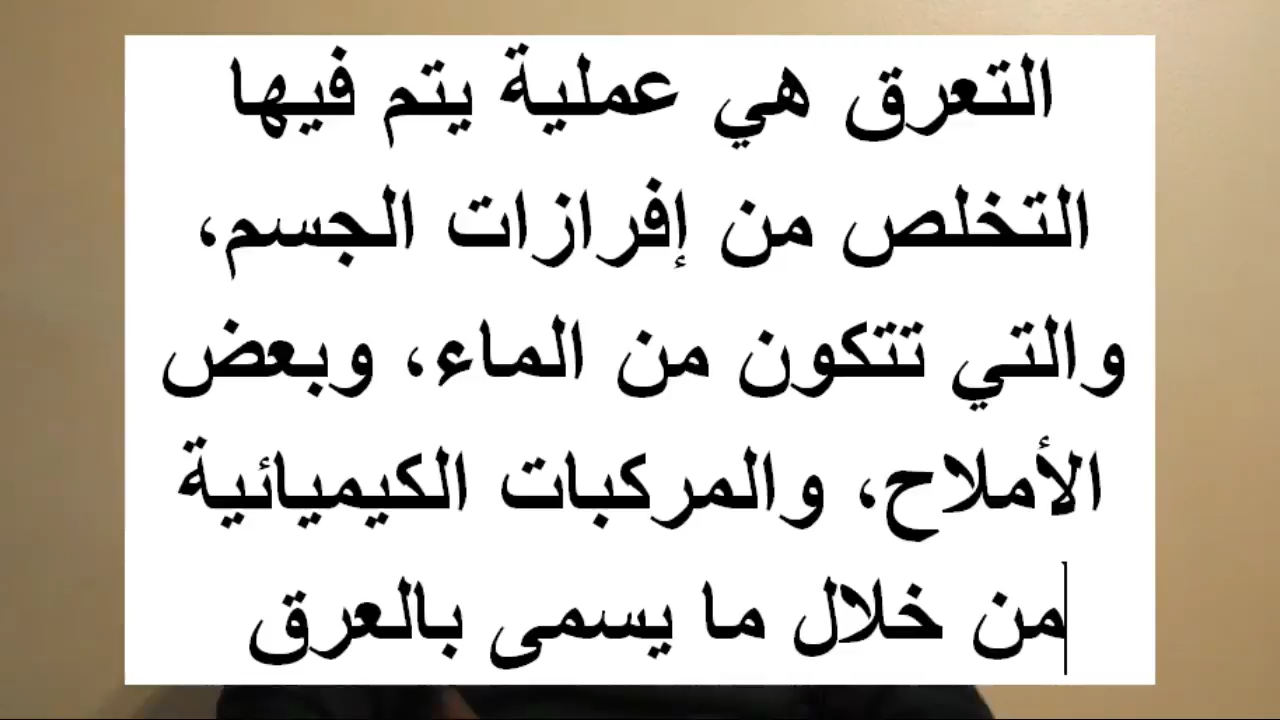 التعرق هي عملية يتم فيها
التخلص من إفرازات الجسم،
والتي تتكون من الماء، وبعض
الأملاح، والمركبات الكيميائية
من خلال ما يسمى بالعرق